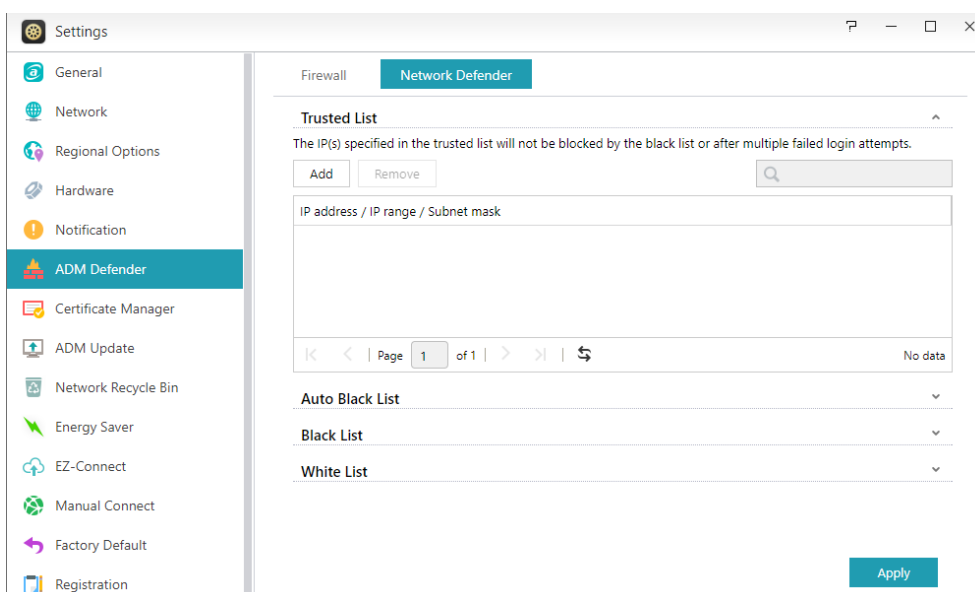 Settings
General
Network
Regional Options
Hardware
Notification
ADM Defender
Certificate Manager
ADM Update
Network Recycle Bin
Energy Saver
EZ-Connect
Manual Connect
Factory Default
Registration
Firewall
Network Defender
Trusted List
The IP(s) specified in the trusted list will not be blocked by the black list or after multiple failed login attempts.
Add
Remove
IP address / IP range / Subnet mask
Page 1 of 1
No data
Auto Black List
Black List
White List
Apply